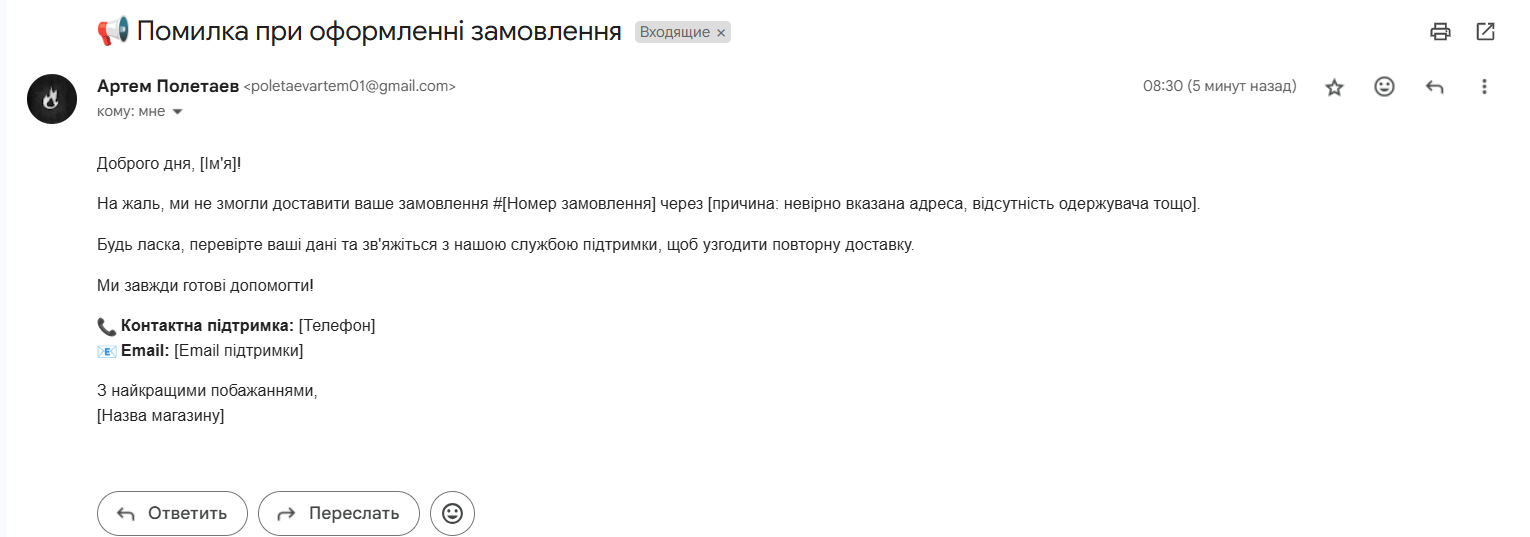 📢 Помилка при оформленні замовлення Входящие ×
Артем Полетаев <poletaevartem01@gmail.com> 08:30 (5 минут назад)
кому: мне
Доброго дня, [Ім'я]!
На жаль, ми не змогли доставити ваше замовлення #[Номер замовлення] через [причина: невірно вказана адреса, відсутність одержувача тощо].
Будь ласка, перевірте ваші дані та зв'яжіться з нашою службою підтримки, щоб узгодити повторну доставку.
Ми завжди готові допомогти!
📞 Контактна підтримка: [Телефон]
📧 Email: [Email підтримки]
З найкращими побажаннями,
[Назва магазину]
Ответить Переслать